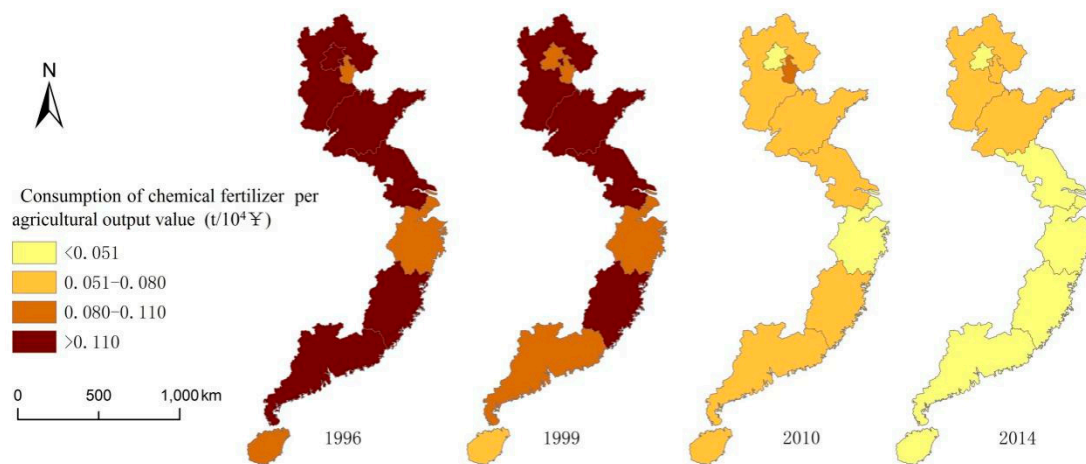 N
Consumption of chemical fertilizer per
agricultural output value (t/10⁴¥)
<0.051
0.051-0.080
0.080-0.110
>0.110
0 500 1,000 km
1996
1999
2010
2014